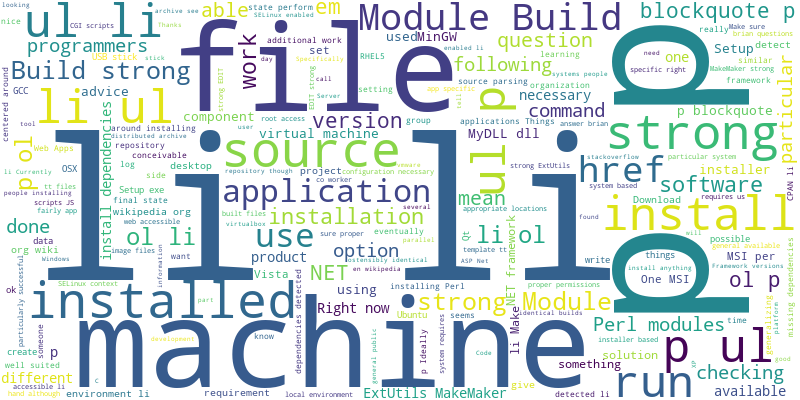 ul li
file
Module Build
blockquote p
programmers
able
em
work
used
MinGW
question
Setup
detect
Build strong
set
following
one
li ul
advice
version
necessary
MakeMaker strong
similar
framework
component
virtual machine
group
command
p blockquote
particular
p ol
source
MyDLL dll
strong
li li
p p
ul p
href
installer
install dependencies
application
mean
software
Web Apps
OSX
repository
conceivable
desktop
project
co worker
Setup exe
final state
wikipedia org
installation
install
done
ol li
use
option
li ol
Download
CPAN li
org wiki
data
product
Vista
NET
eventually
Qt
write
possible
things
MSI per
One MSI
ol p
installed
using
installing Perl
strong Module
NET framework
ok
Right now
Ubuntu
machine
li Make
Perl modules
time
solution
p ul
missing dependencies
generalizing
someone
create
p
know
seems
p Ideally
system requires
something
run
checking
well suited
different
environment li
requirement
local environment
dependencies detected
general public
ExtUtils MakeMaker
give
detected li
available
looking
nice
CGI scripts
archive see
Thanks
SELinux enabled
state perform
USB stick
stick
additional work
day
Specifically
RHEL5
call
Server
user
strong EDIT
EDIT strong
GCC
tool
centered around
around installing
Distributed archive
log
side
root access
setting
app specific
tell
learning
organization
source parsing
systems people
enabled li
applications Things
answer brian
really
Make sure
brian questions
need
specific right
requires us
stackoverflow
particular system
system based
found
strong ExtUtils
appropriate locations
template tt
ASP Net
identical builds
proper permissions
install anything
general available
framework versions
will
installer based
platform
XP
good
Code
parallel
several
vmware
configuration necessary
repository though
virtualbox
sure proper
ostensibly identical
en wikipedia
built files
web accessible
image files
want
information
part
development
c
SELinux context
Windows
fairly app
scripts JS
people installing
li Currently
tt files
particularly successful
accessible li
hand although